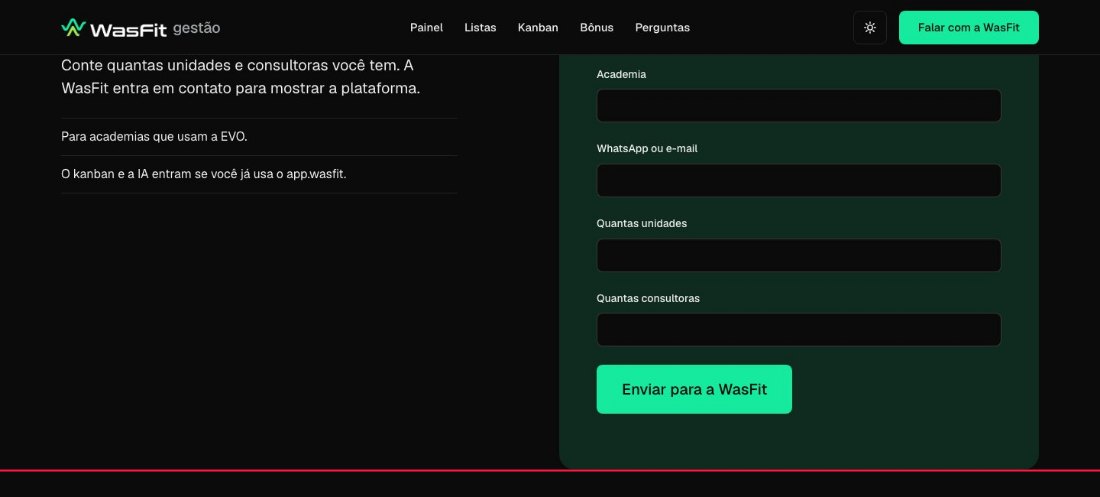 WasFit gestão
Painel
Listas
Kanban
Bônus
Perguntas
Falar com a WasFit
Conte quantas unidades e consultoras você tem. A
WasFit entra em contato para mostrar a plataforma.
Para academias que usam a EVO.
O kanban e a IA entram se você já usa o app.wasfit.
Academia
WhatsApp ou e-mail
Quantas unidades
Quantas consultoras
Enviar para a WasFit